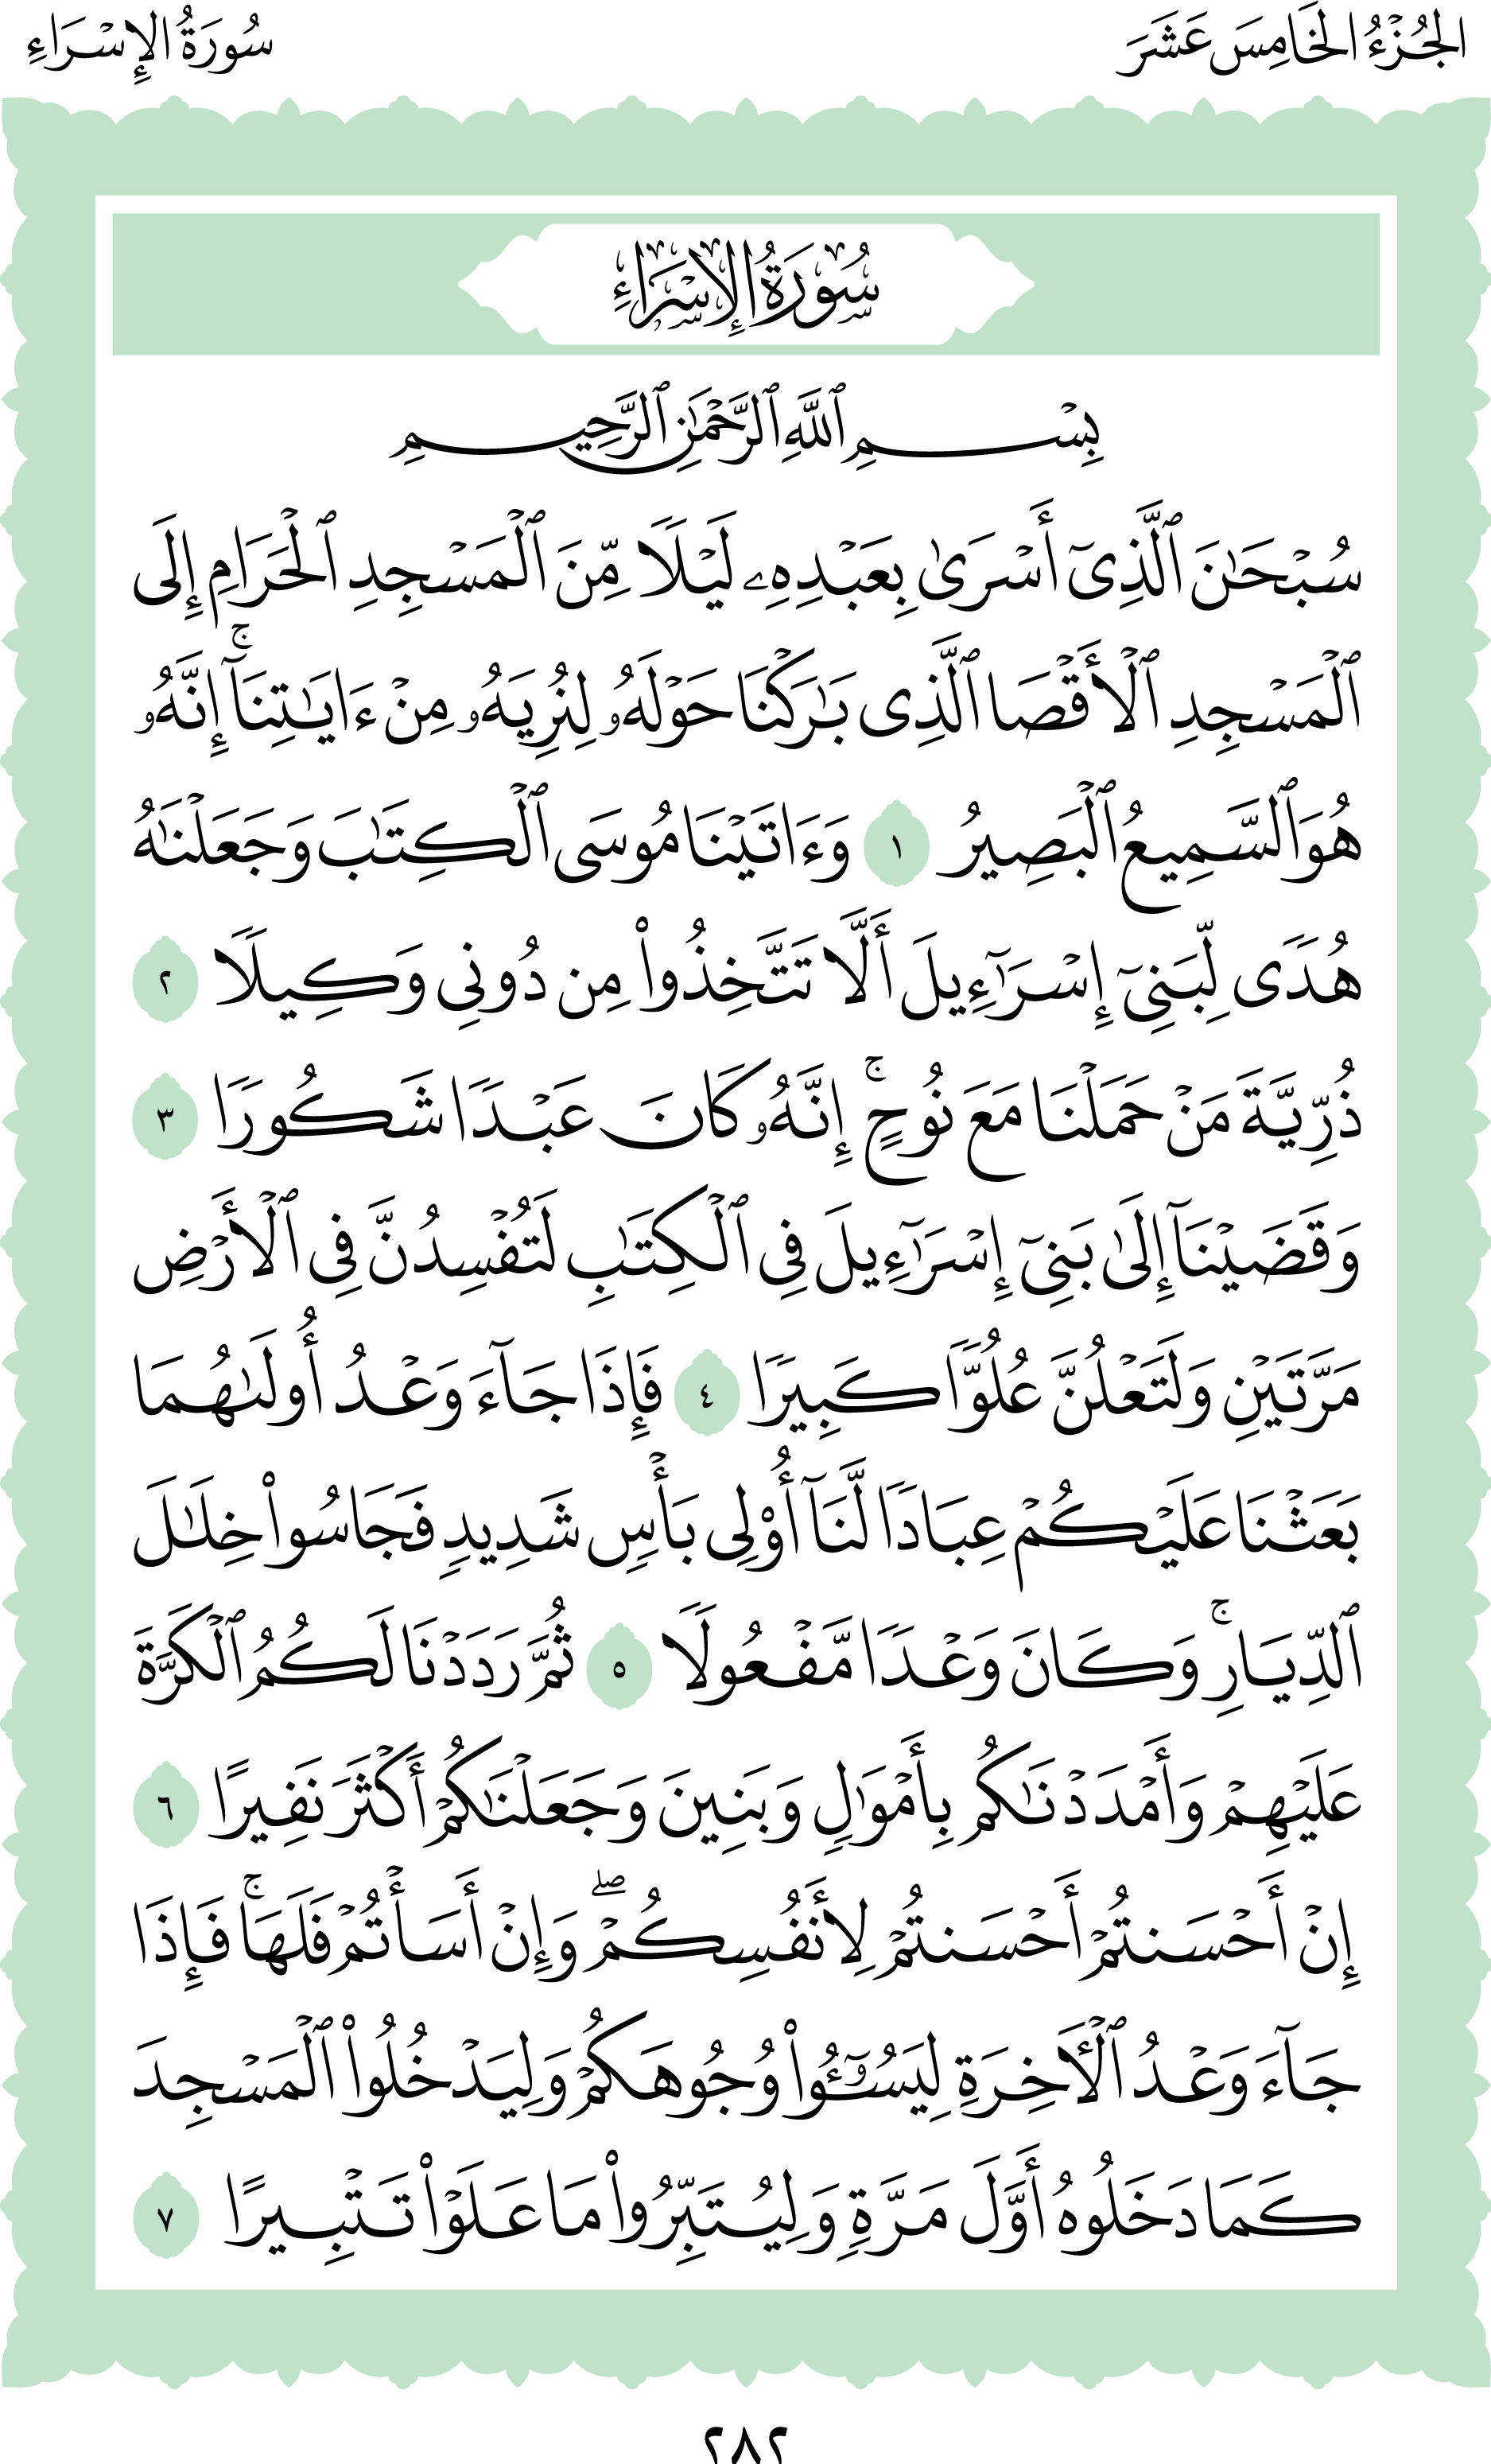 الجُزْءُ الخَامِسَ عَشَرَ
سُورَةُ الإِسْرَاءِ
سُورَةُ الإِسْرَاءِ
بِسْمِ ٱللَّهِ ٱلرَّحْمَٰنِ ٱلرَّحِيمِ
سُبْحَٰنَ ٱلَّذِىٓ أَسْرَىٰ بِعَبْدِهِۦ لَيْلًا مِّنَ ٱلْمَسْجِدِ ٱلْحَرَامِ إِلَى
ٱلْمَسْجِدِ ٱلْأَقْصَا ٱلَّذِى بَٰرَكْنَا حَوْلَهُۥ لِنُرِيَهُۥ مِنْ ءَايَٰتِنَآ ۚ إِنَّهُۥ
هُوَ ٱلسَّمِيعُ ٱلْبَصِيرُ ١ وَءَاتَيْنَا مُوسَى ٱلْكِتَٰبَ وَجَعَلْنَٰهُ
هُدًى لِّبَنِىٓ إِسْرَٰٓءِيلَ أَلَّا تَتَّخِذُوا۟ مِن دُونِى وَكِيلًا ٢
ذُرِّيَّةَ مَنْ حَمَلْنَا مَعَ نُوحٍ ۚ إِنَّهُۥ كَانَ عَبْدًا شَكُورًا ٣
وَقَضَيْنَآ إِلَىٰ بَنِىٓ إِسْرَٰٓءِيلَ فِى ٱلْكِتَٰبِ لَتُفْسِدُنَّ فِى ٱلْأَرْضِ
مَرَّتَيْنِ وَلَتَعْلُنَّ عُلُوًّا كَبِيرًا ٤ فَإِذَا جَآءَ وَعْدُ أُولَىٰهُمَا
بَعَثْنَا عَلَيْكُمْ عِبَادًا لَّنَآ أُو۟لِى بَأْسٍ شَدِيدٍ فَجَاسُوا۟ خِلَٰلَ
ٱلدِّيَارِ ۚ وَكَانَ وَعْدًا مَّفْعُولًا ٥ ثُمَّ رَدَدْنَا لَكُمُ ٱلْكَرَّةَ
عَلَيْهِمْ وَأَمْدَدْنَٰكُم بِأَمْوَٰلٍ وَبَنِينَ وَجَعَلْنَٰكُمْ أَكْثَرَ نَفِيرًا ٦
إِنْ أَحْسَنتُمْ أَحْسَنتُمْ لِأَنفُسِكُمْ ۖ وَإِنْ أَسَأْتُمْ فَلَهَا ۚ فَإِذَا
جَآءَ وَعْدُ ٱلْءَاخِرَةِ لِيَسُۥٓـُٔوا۟ وُجُوهَكُمْ وَلِيَدْخُلُوا۟ ٱلْمَسْجِدَ
كَمَا دَخَلُوهُ أَوَّلَ مَرَّةٍ وَلِيُتَبِّرُوا۟ مَا عَلَوْا۟ تَتْبِيرًا ٧
٢٨٢